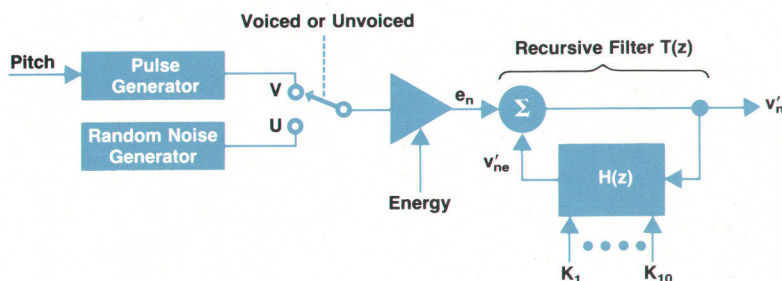 Voiced or Unvoiced
Recursive Filter T(z)
Pitch
Pulse
Generator
V
U
Random Noise
Generator
eₙ
Σ
v'ₙ
v'ₙₑ
H(z)
Energy
K₁
K₁₀